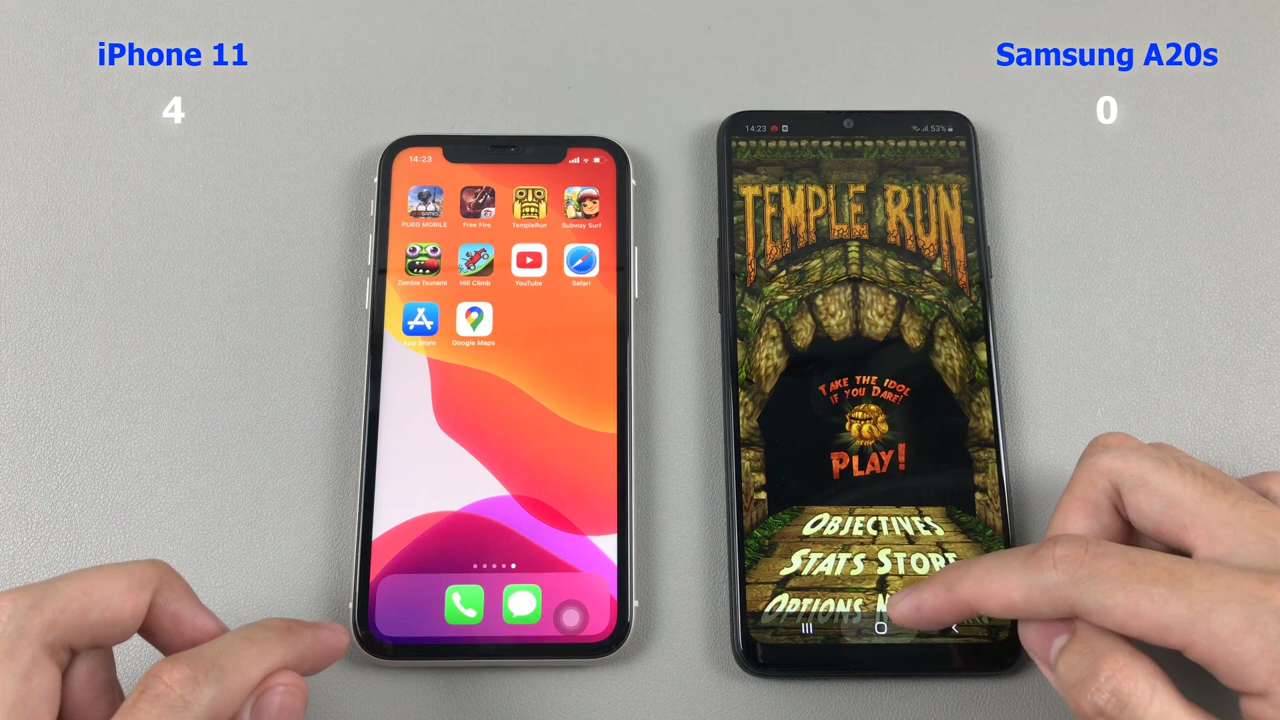 iPhone 11
4
Samsung A20s
0
14:23
PUBG MOBILE
Free Fire
TempleRun
Subway Surf
Zombie Tsunami
Hill Climb
YouTube
Safari
App Store
Google Maps
14:23
53%
TEMPLE RUN
TAKE THE IDOL
IF YOU DARE!
PLAY!
OBJECTIVES
STATS STORE
OPTIONS